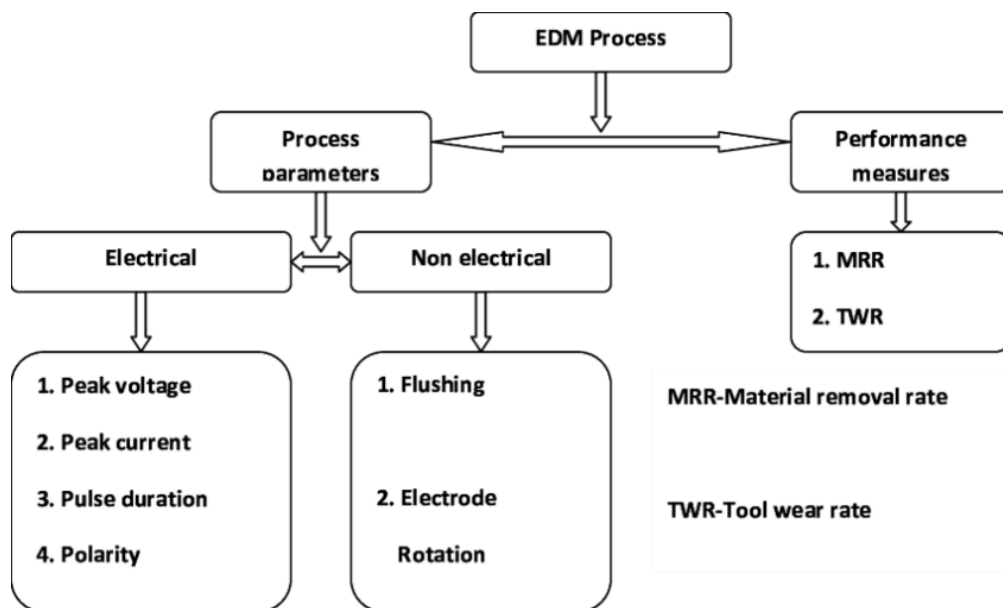 EDM Process
Process
parameters
Performance
measures
Electrical
Non electrical
1. MRR
2. TWR
1. Peak voltage
2. Peak current
3. Pulse duration
4. Polarity
1. Flushing
2. Electrode
Rotation
MRR-Material removal rate
TWR-Tool wear rate